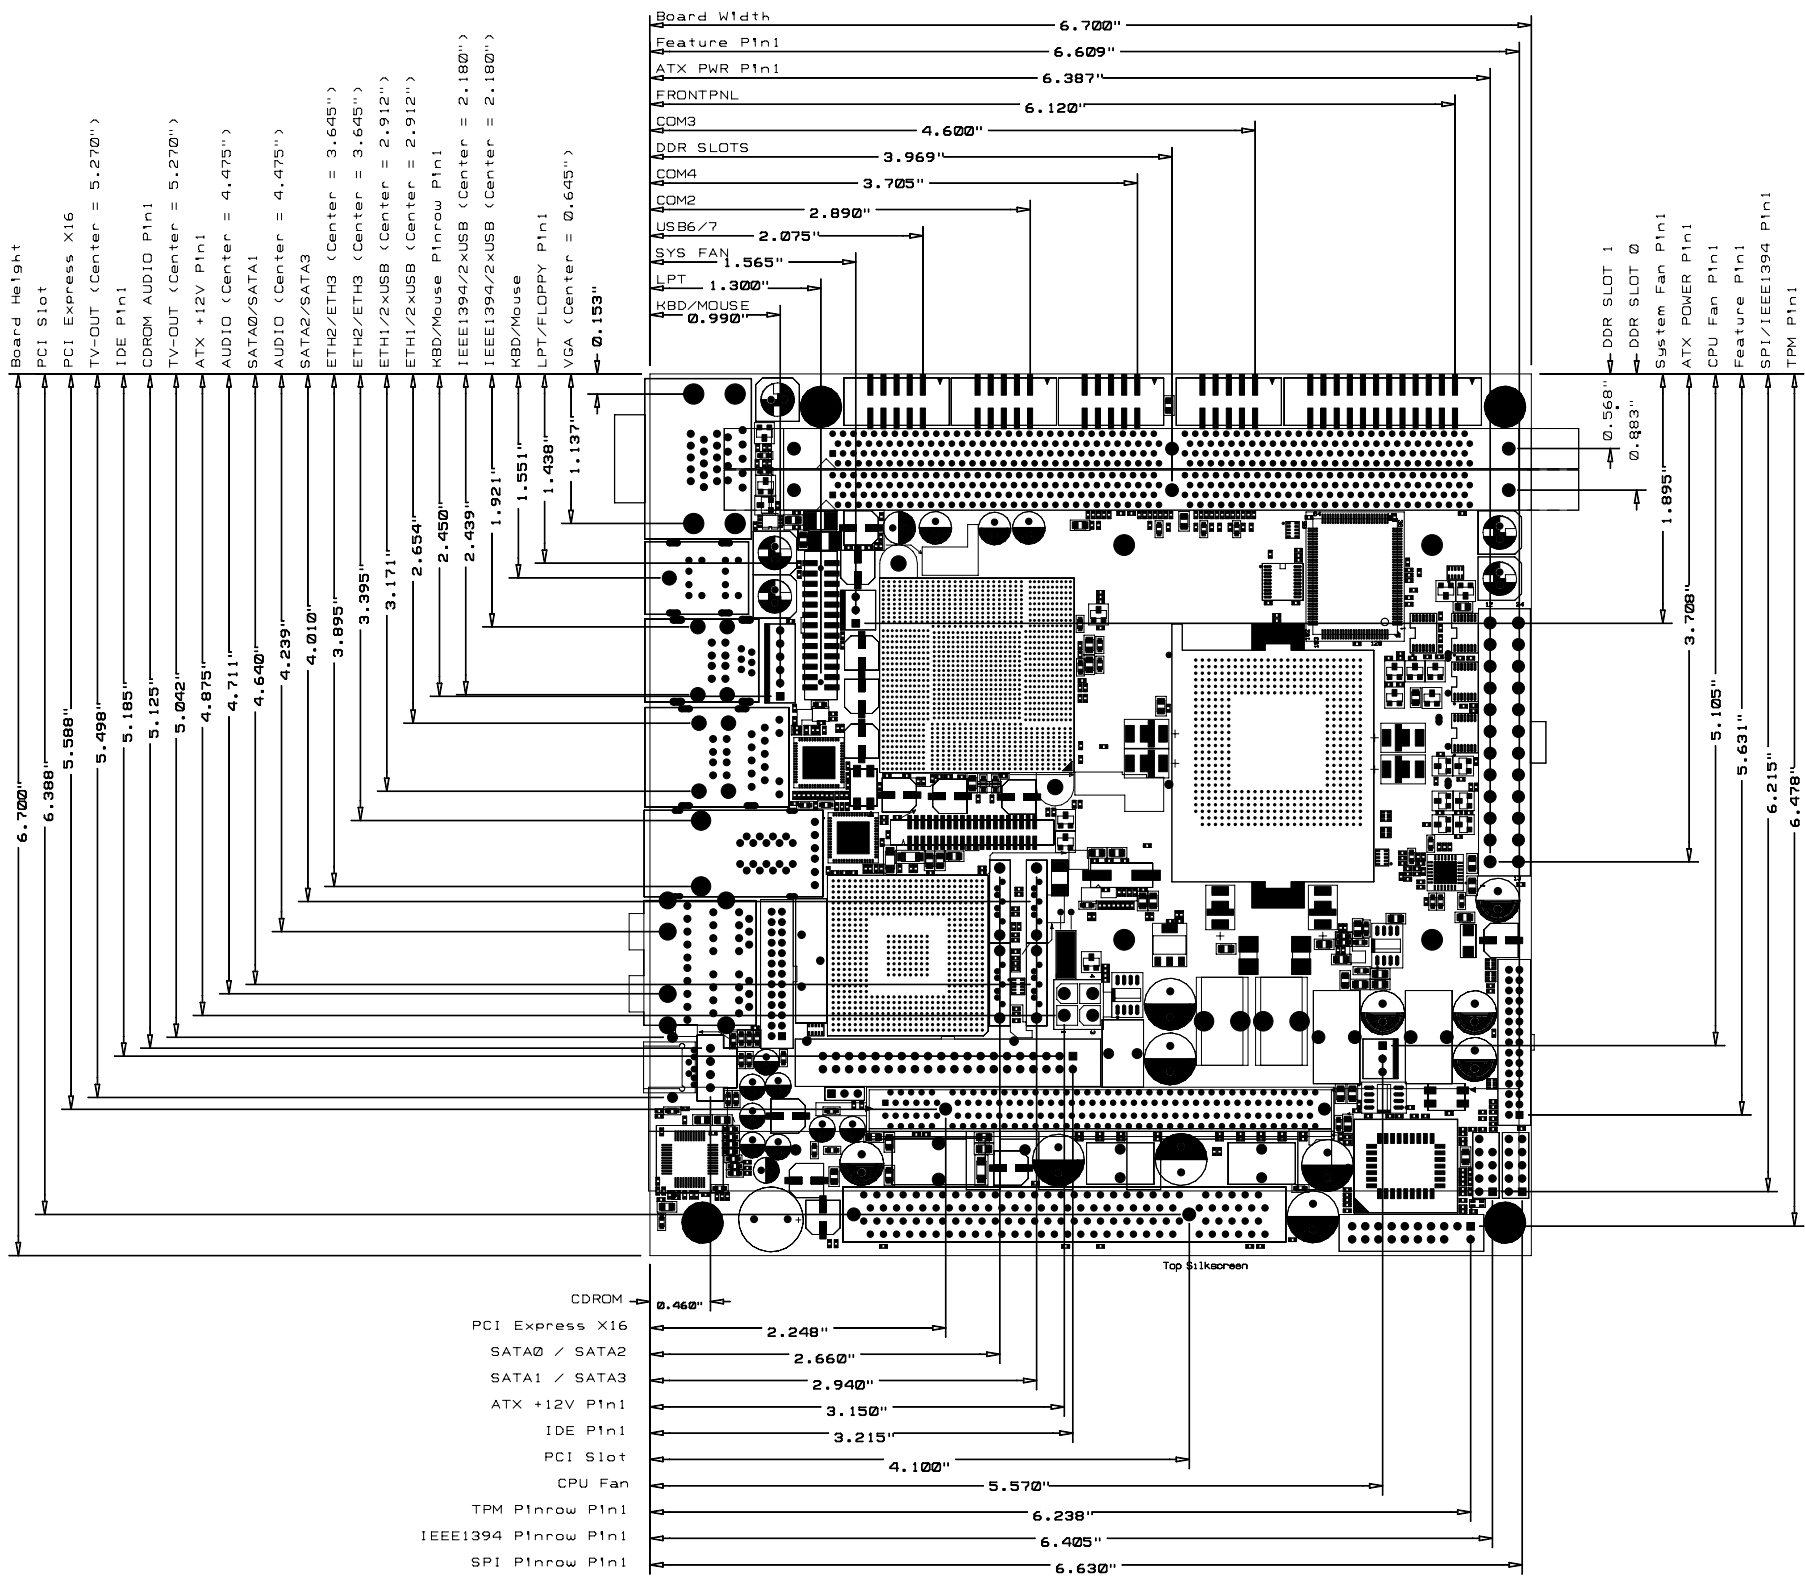 Board Width
6.700"
Feature Pin1
6.609"
ATX PWR Pin1
6.387"
FRONTPNL
6.120"
COM3
4.600"
DDR SLOTS
3.969"
COM4
3.705"
COM2
2.890"
USB6/7
2.075"
SYS FAN
1.565"
LPT
1.300"
KBD/MOUSE
0.990"
Board Height
6.700"
PCI Slot
6.388"
PCI Express X16
5.588"
TV-OUT (Center = 5.270")
5.498"
IDE Pin1
5.185"
CDROM AUDIO Pin1
5.125"
TV-OUT (Center = 5.270")
5.042"
ATX +12V Pin1
4.875"
AUDIO (Center = 4.475")
4.711"
SATA0/SATA1
4.640"
AUDIO (Center = 4.475")
4.239"
SATA2/SATA3
4.010"
ETH2/ETH3 (Center = 3.645")
3.895"
ETH2/ETH3 (Center = 3.645")
3.395"
ETH1/2xUSB (Center = 2.912")
3.171"
ETH1/2xUSB (Center = 2.912")
2.654"
KBD/Mouse Pinrow Pin1
2.450"
IEEE1394/2xUSB (Center = 2.180")
2.439"
IEEE1394/2xUSB (Center = 2.180")
1.921"
KBD/Mouse
1.551"
LPT/FLOPPY Pin1
1.438"
VGA (Center = 0.645")
1.137"
0.153"
DDR SLOT 1
0.568"
DDR SLOT 0
0.883"
System Fan Pin1
1.895"
ATX POWER Pin1
3.708"
CPU Fan Pin1
5.105"
Feature Pin1
5.631"
SPI/IEEE1394 Pin1
6.215"
TPM Pin1
6.478"
12 24
Top Silkscreen
CDROM
0.460"
PCI Express X16
2.248"
SATA0 / SATA2
2.660"
SATA1 / SATA3
2.940"
ATX +12V Pin1
3.150"
IDE Pin1
3.215"
PCI Slot
4.100"
CPU Fan
5.570"
TPM Pinrow Pin1
6.238"
IEEE1394 Pinrow Pin1
6.405"
SPI Pinrow Pin1
6.630"